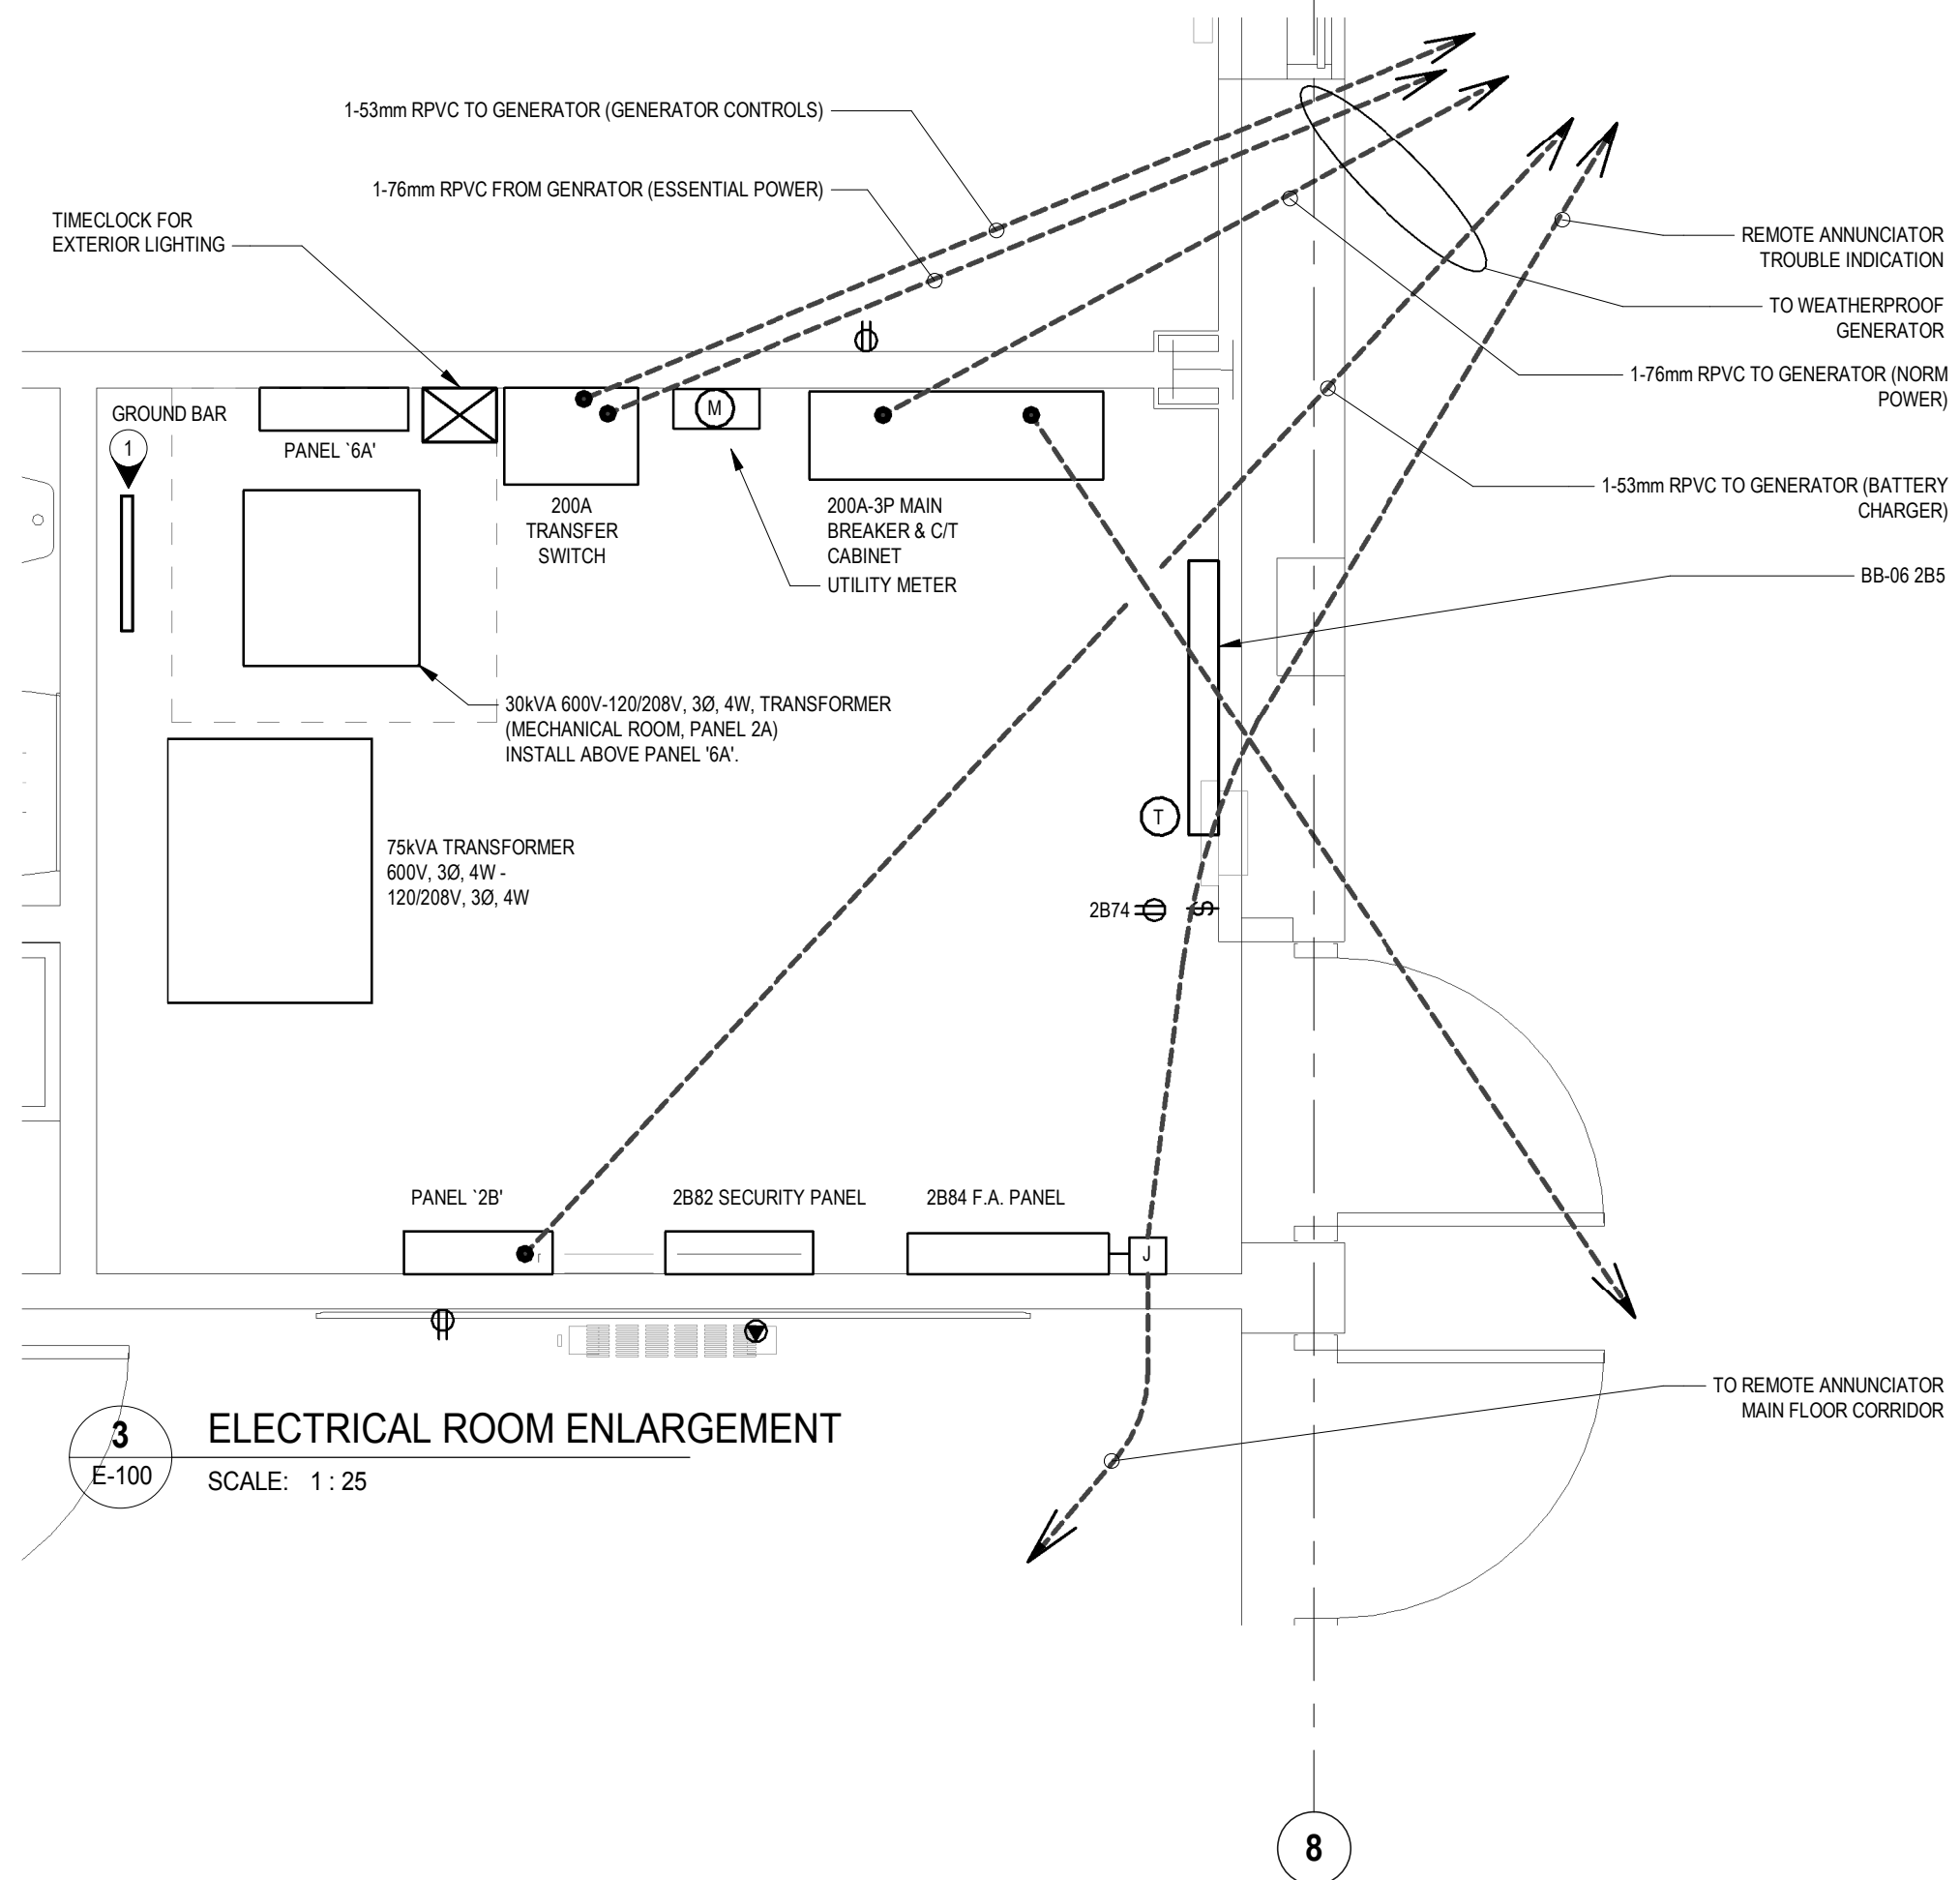 1-53mm RPVC TO GENERATOR (GENERATOR CONTROLS)
1-76mm RPVC FROM GENRATOR (ESSENTIAL POWER)
TIMECLOCK FOR
EXTERIOR LIGHTING
REMOTE ANNUNCIATOR
TROUBLE INDICATION
TO WEATHERPROOF
GENERATOR
1-76mm RPVC TO GENERATOR (NORM
POWER)
1-53mm RPVC TO GENERATOR (BATTERY
CHARGER)
BB-06 2B5
GROUND BAR
1
PANEL `6A'
M
200A
TRANSFER
SWITCH
200A-3P MAIN
BREAKER & C/T
CABINET
UTILITY METER
30kVA 600V-120/208V, 3Ø, 4W, TRANSFORMER
(MECHANICAL ROOM, PANEL 2A)
INSTALL ABOVE PANEL '6A'.
75kVA TRANSFORMER
600V, 3Ø, 4W -
120/208V, 3Ø, 4W
T
2B74
S
PANEL `2B'
2B82 SECURITY PANEL
2B84 F.A. PANEL
J
TO REMOTE ANNUNCIATOR
MAIN FLOOR CORRIDOR
3
E-100
ELECTRICAL ROOM ENLARGEMENT
SCALE: 1 : 25
8